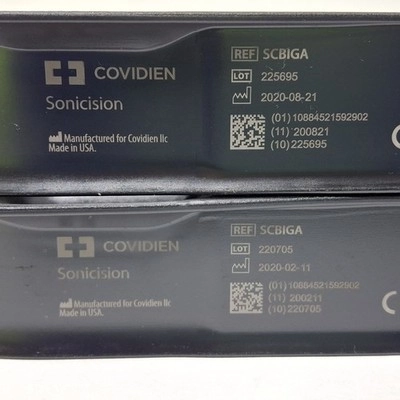 COVIDIEN
Sonicision
Manufactured for Covidien llc
Made in USA.
REF SCBIGA
LOT 225695
2020-08-21
(01)10884521592902
(11) 200821
(10) 225695
COVIDIEN
Sonicision
Manufactured for Covidien llc
Made in USA.
REF SCBIGA
LOT 220705
2020-02-11
(01)10884521592902
(11) 200211
(10) 220705